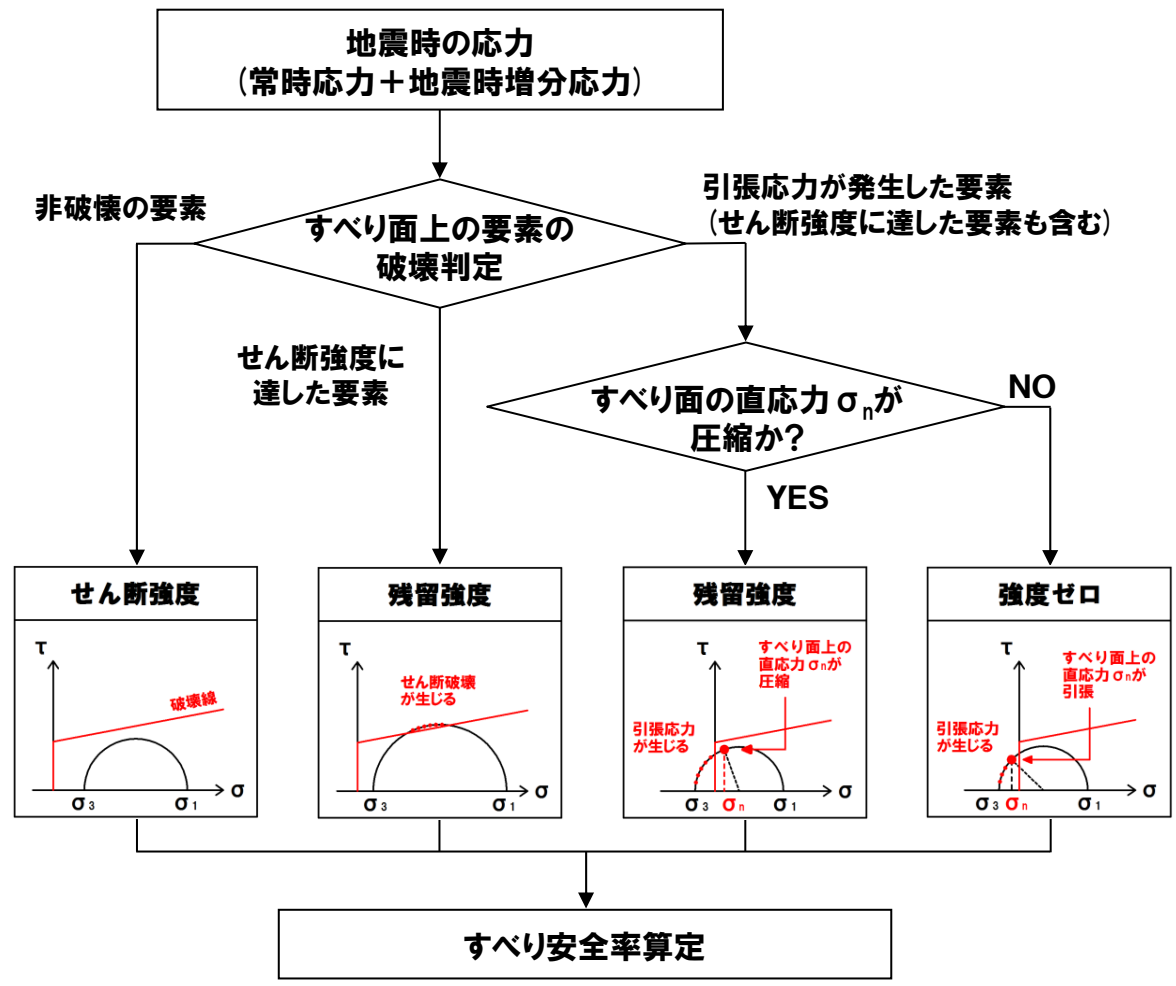 地震時の応力
(常時応力＋地震時増分応力)
非破壊の要素
すべり面上の要素の
破壊判定
引張応力が発生した要素
(せん断強度に達した要素も含む)
せん断強度に
達した要素
すべり面の直応力σnが
圧縮か?
NO
YES
せん断強度
τ
破壊線
σ3
σ1
σ
残留強度
τ
せん断破壊
が生じる
σ3
σ1
σ
残留強度
τ
すべり面上の
直応力σnが
圧縮
引張応力
が生じる
σ3
σn
σ1
σ
強度ゼロ
τ
すべり面上の
直応力σnが
引張
引張応力
が生じる
σ3
σn
σ1
σ
すべり安全率算定